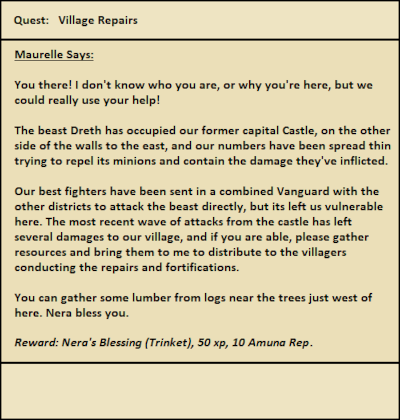 Quest: Village Repairs
Maurelle Says:
You there! I don't know who you are, or why you're here, but we
could really use your help!
The beast Dreth has occupied our former capital Castle, on the other
side of the walls to the east, and our numbers have been spread thin
trying to repel its minions and contain the damage they've inflicted.
Our best fighters have been sent in a combined Vanguard with the
other districts to attack the beast directly, but its left us vulnerable
here. The most recent wave of attacks from the castle has left
several damages to our village, and if you are able, please gather
resources and bring them to me to distribute to the villagers
conducting the repairs and fortifications.
You can gather some lumber from logs near the trees just west of
here. Nera bless you.
Reward: Nera's Blessing (Trinket), 50 xp, 10 Amuna Rep.